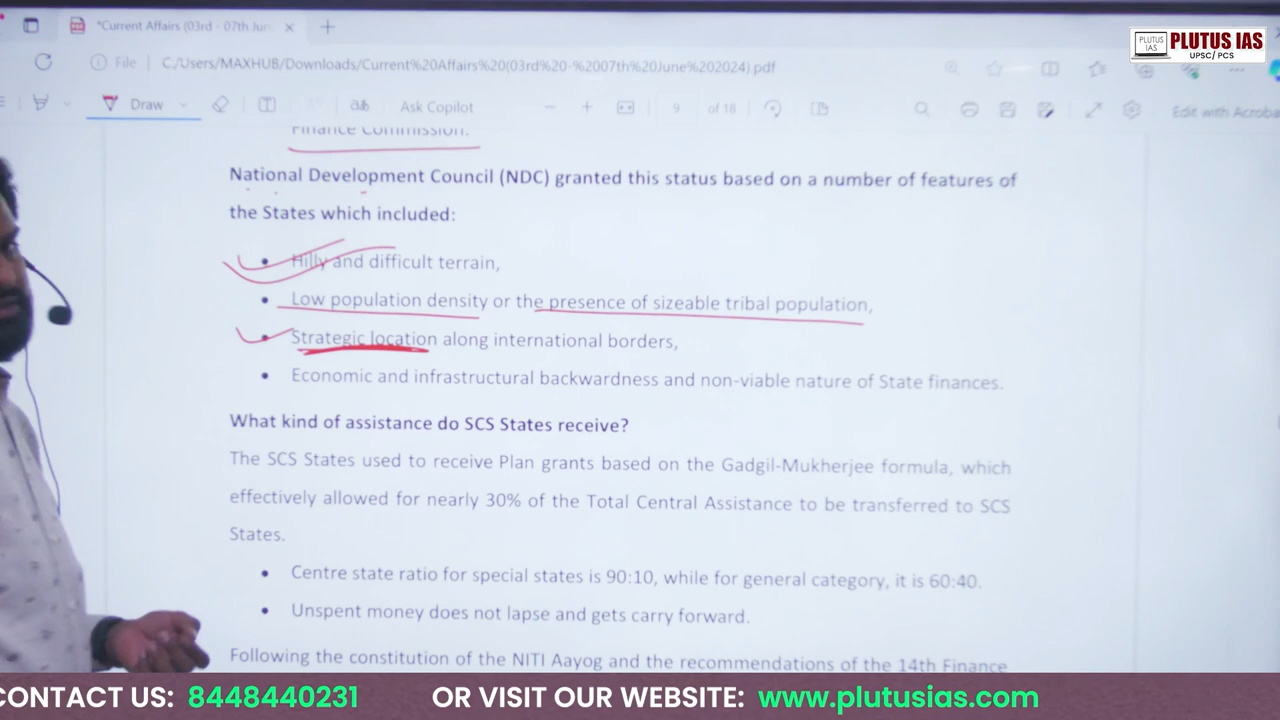 *Current Affairs (03rd - 07th Jun
PLUTUS IAS
PLUTUS IAS
UPSC/ PCS
File | C:/Users/MAXHUB/Downloads/Current%20Affairs%20(03rd%20-%2007th%20June%202024).pdf
Draw
Ask Copilot
9 of 18
Edit with Acroba
Finance Commission.
National Development Council (NDC) granted this status based on a number of features of
the States which included:
• Hilly and difficult terrain,
• Low population density or the presence of sizeable tribal population,
• Strategic location along international borders,
• Economic and infrastructural backwardness and non-viable nature of State finances.
What kind of assistance do SCS States receive?
The SCS States used to receive Plan grants based on the Gadgil-Mukherjee formula, which
effectively allowed for nearly 30% of the Total Central Assistance to be transferred to SCS
States.
• Centre state ratio for special states is 90:10, while for general category, it is 60:40.
• Unspent money does not lapse and gets carry forward.
Following the constitution of the NITI Aayog and the recommendations of the 14th Finance
CONTACT US: 8448440231 OR VISIT OUR WEBSITE: www.plutusias.com